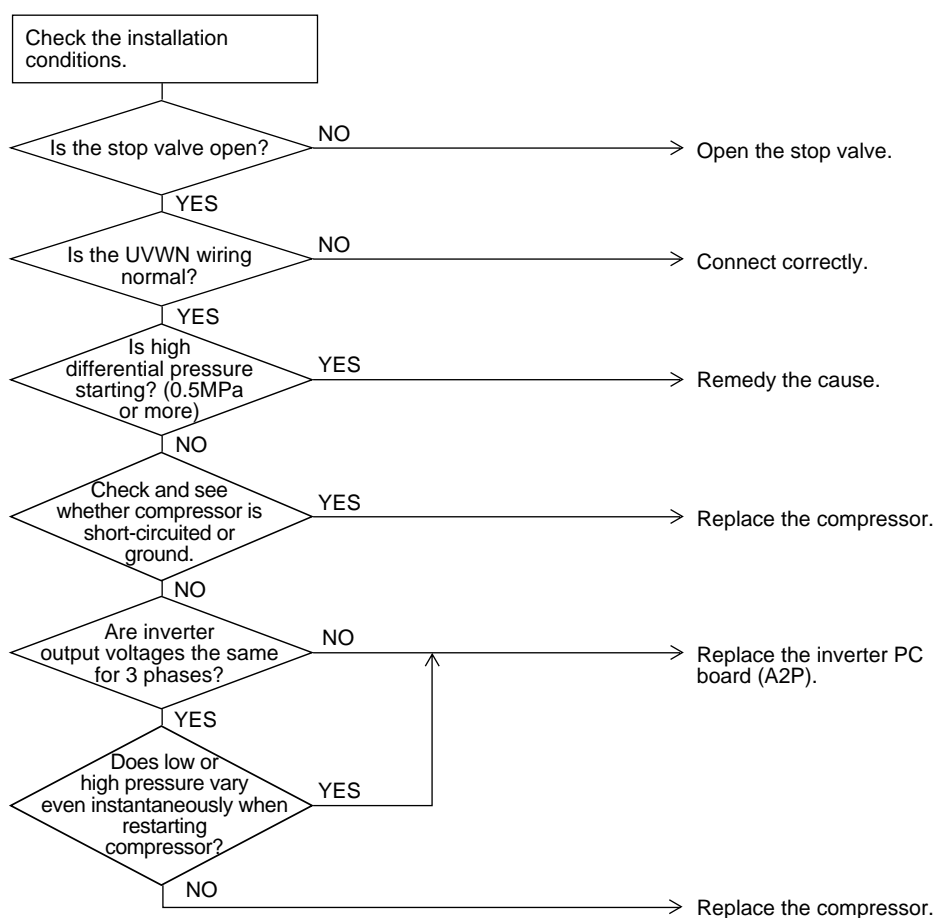 Check the installation
conditions.
Is the stop valve open?
NO
Open the stop valve.
YES
Is the UVWN wiring
normal?
NO
Connect correctly.
YES
Is high
differential pressure
starting? (0.5MPa
or more)
YES
Remedy the cause.
NO
Check and see
whether compressor is
short-circuited or
ground.
YES
Replace the compressor.
NO
Are inverter
output voltages the same
for 3 phases?
NO
Replace the inverter PC
board (A2P).
YES
Does low or
high pressure vary
even instantaneously when
restarting
compressor?
YES
NO
Replace the compressor.